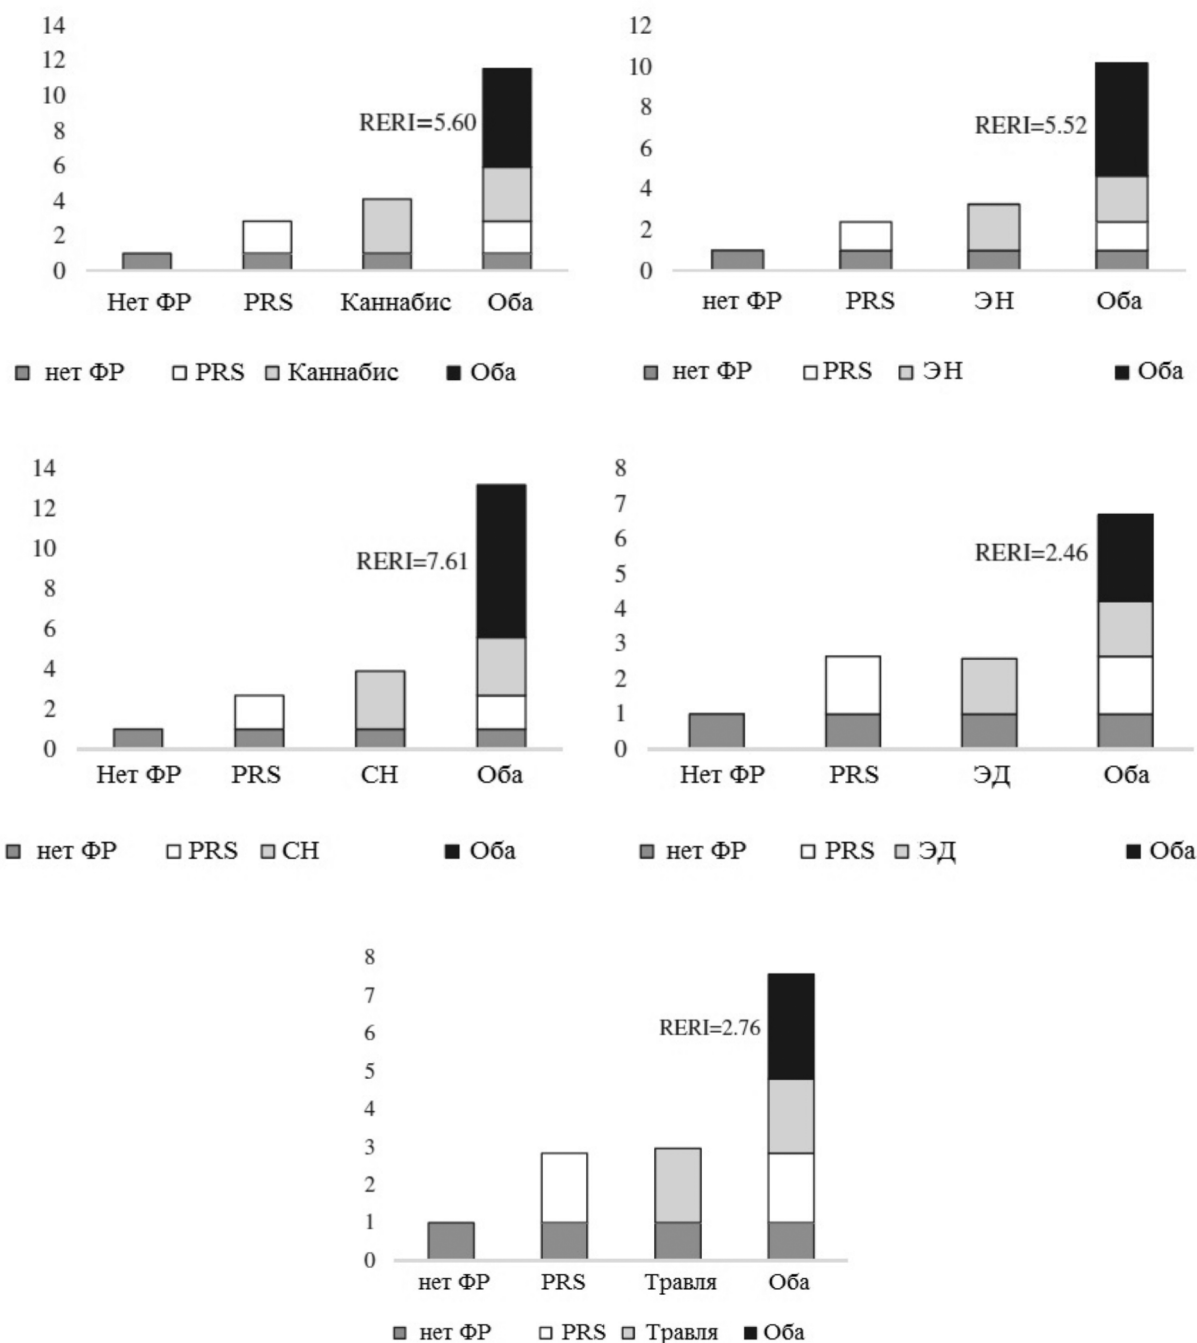 14
12
10
8
6
4
2
0
RERI=5.60
Нет ФР PRS Каннабис Оба
нет ФР PRS Каннабис Оба
12
10
8
6
4
2
0
RERI=5.52
нет ФР PRS ЭН Оба
нет ФР PRS ЭН Оба
14
12
10
8
6
4
2
0
RERI=7.61
Нет ФР PRS СН Оба
нет ФР PRS СН Оба
8
7
6
5
4
3
2
1
0
RERI=2.46
Нет ФР PRS ЭД Оба
нет ФР PRS ЭД Оба
8
7
6
5
4
3
2
1
0
RERI=2.76
нет ФР PRS Травля Оба
нет ФР PRS Травля Оба